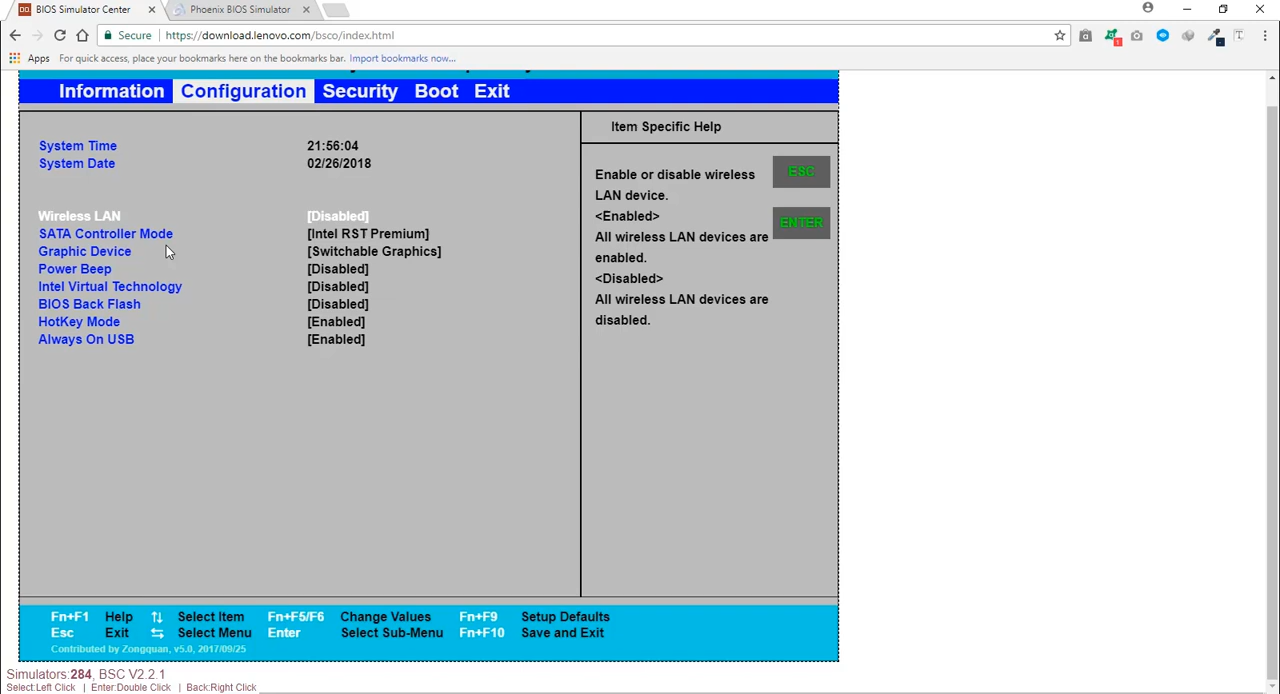 BIOS Simulator Center
Phoenix BIOS Simulator
Secure | https://download.lenovo.com/bsco/index.html
Apps For quick access, place your bookmarks here on the bookmarks bar. Import bookmarks now...
Information Configuration Security Boot Exit
Item Specific Help
System Time 21:56:04
System Date 02/26/2018
Wireless LAN [Disabled]
SATA Controller Mode [Intel RST Premium]
Graphic Device [Switchable Graphics]
Power Beep [Disabled]
Intel Virtual Technology [Disabled]
BIOS Back Flash [Disabled]
HotKey Mode [Enabled]
Always On USB [Enabled]
Enable or disable wireless
LAN device.
<Enabled>
All wireless LAN devices are
enabled.
<Disabled>
All wireless LAN devices are
disabled.
ESC
ENTER
Fn+F1 Help ↑↓ Select Item Fn+F5/F6 Change Values Fn+F9 Setup Defaults
Esc Exit ⇆ Select Menu Enter Select Sub-Menu Fn+F10 Save and Exit
Contributed by Zongquan, v5.0, 2017/09/25
Simulators:284, BSC V2.2.1
Select:Left Click | Enter:Double Click | Back:Right Click